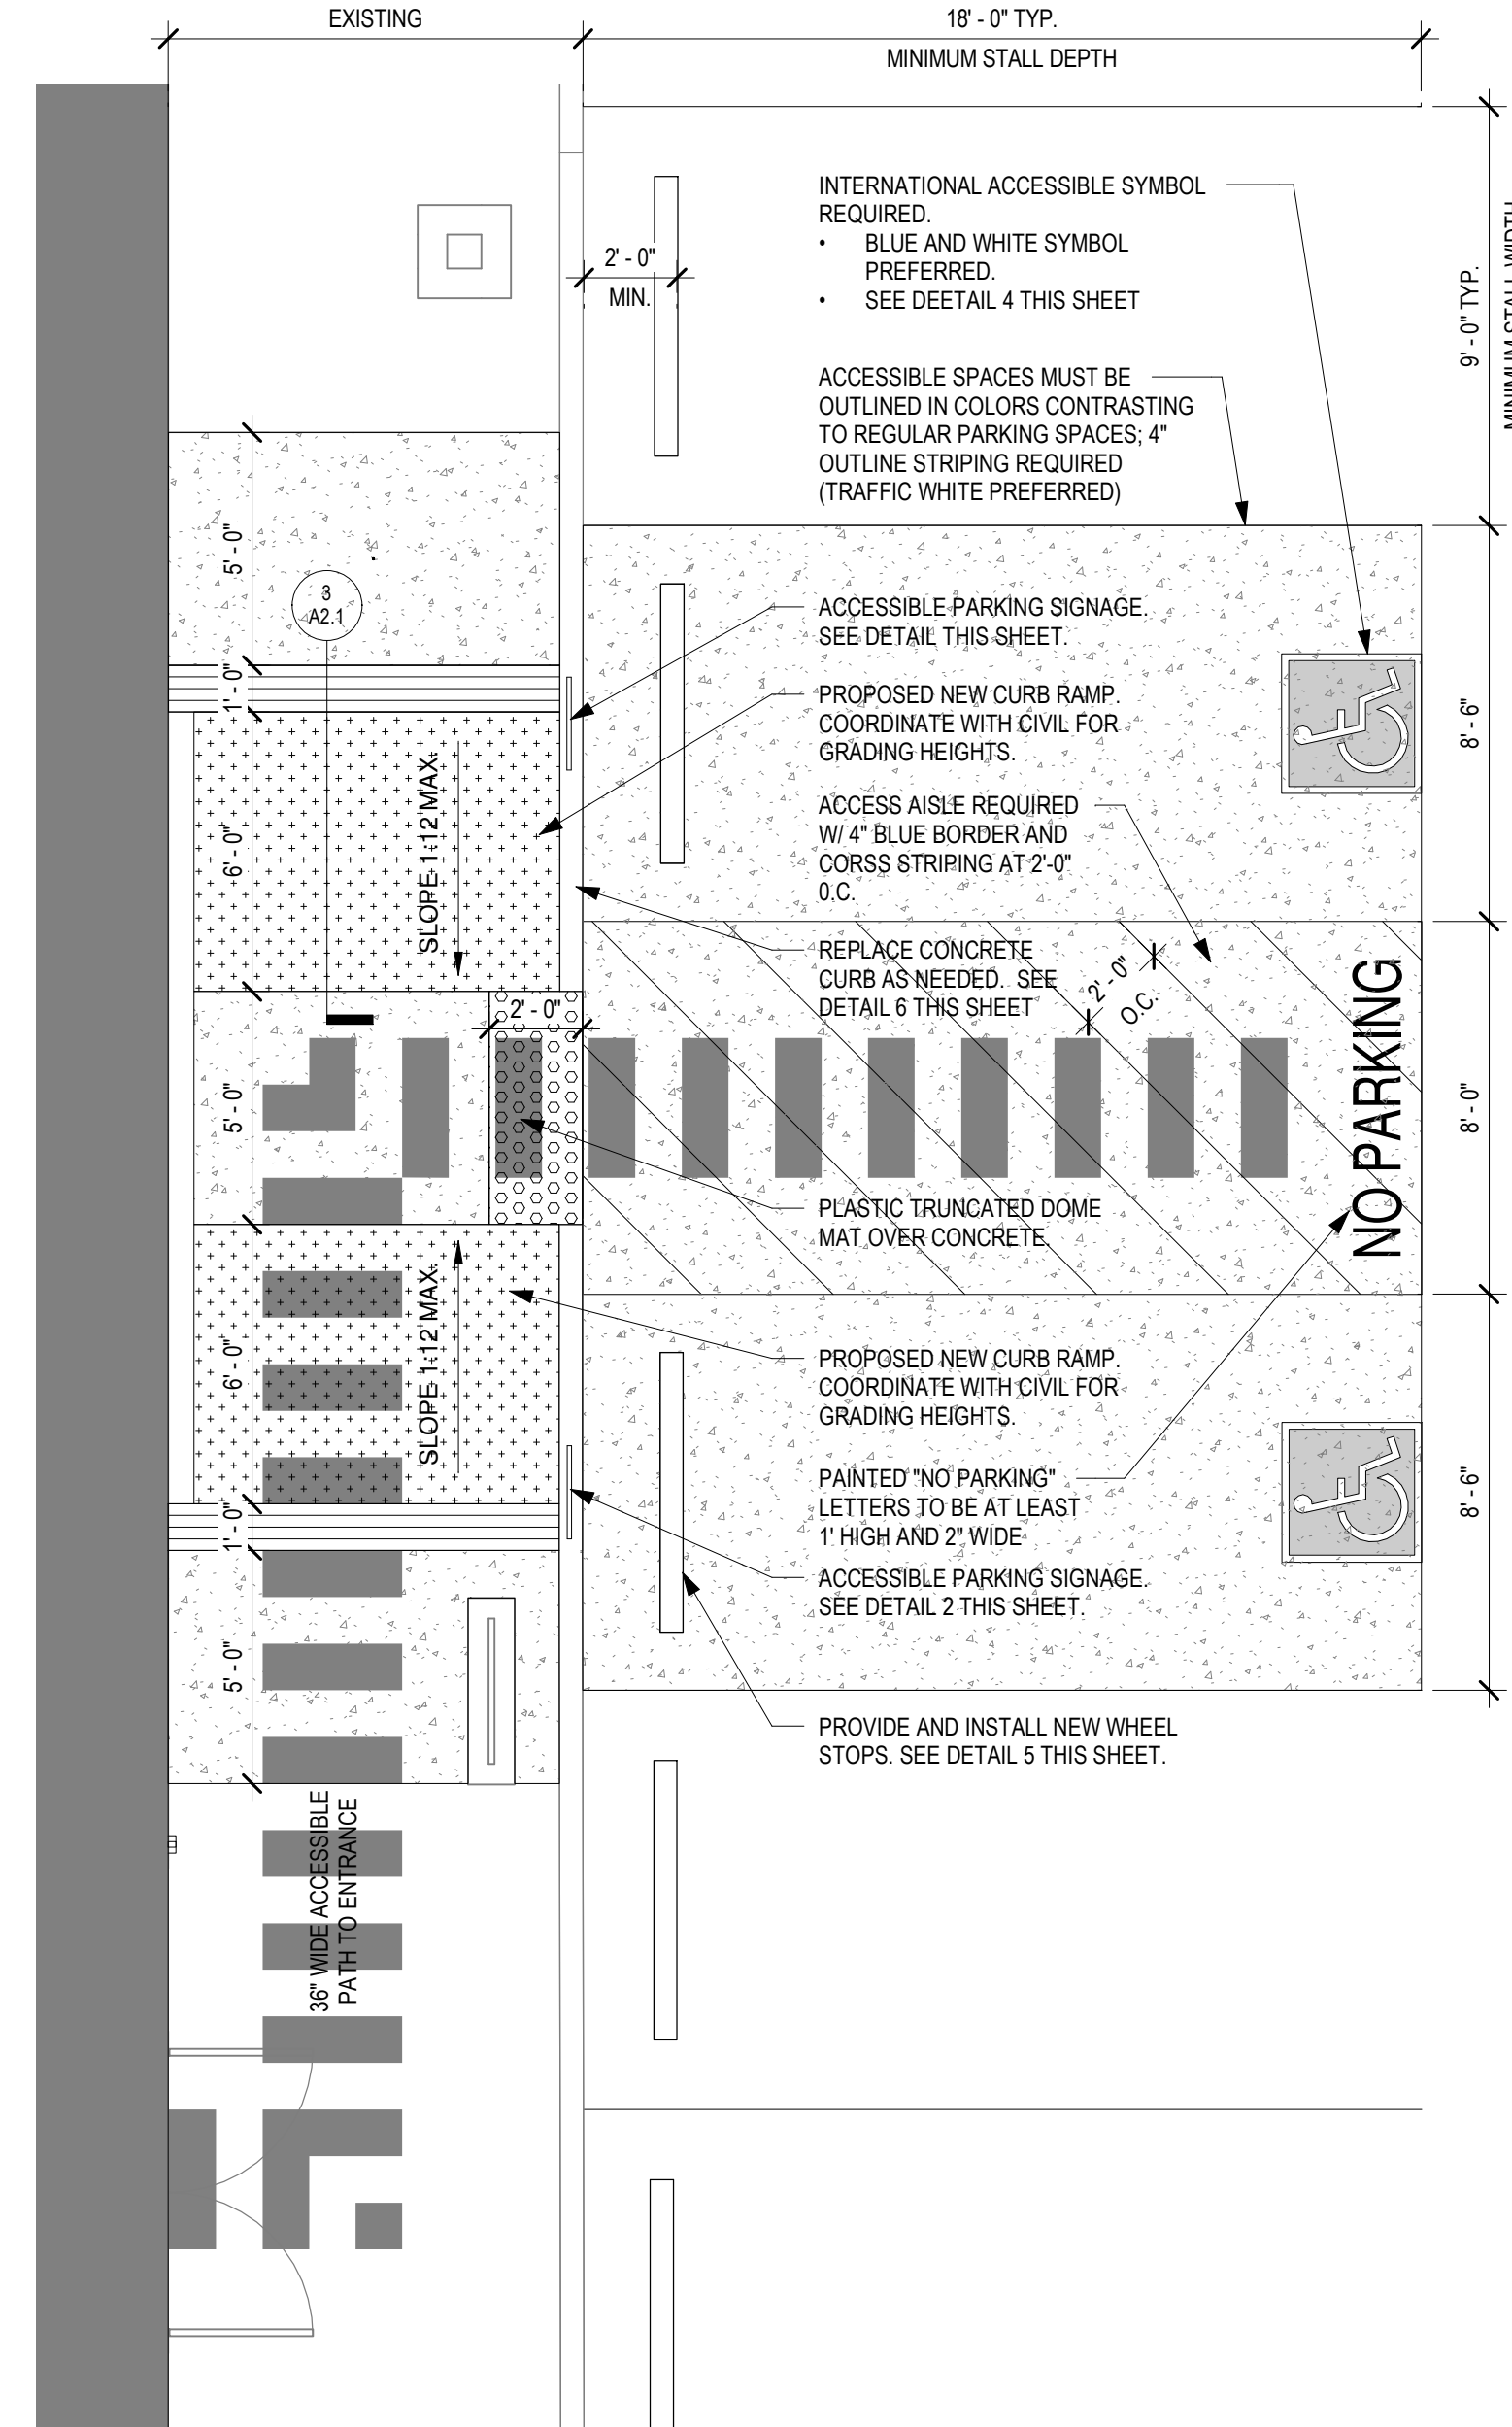 EXISTING
18' - 0" TYP.
MINIMUM STALL DEPTH
INTERNATIONAL ACCESSIBLE SYMBOL
REQUIRED.
• BLUE AND WHITE SYMBOL
PREFERRED.
• SEE DEETAIL 4 THIS SHEET
2' - 0"
MIN.
9' - 0" TYP.
MINIMUM STALL WIDTH
ACCESSIBLE SPACES MUST BE
OUTLINED IN COLORS CONTRASTING
TO REGULAR PARKING SPACES; 4"
OUTLINE STRIPING REQUIRED
(TRAFFIC WHITE PREFERRED)
5' - 0"
3
A2.1
ACCESSIBLE PARKING SIGNAGE.
SEE DETAIL THIS SHEET.
1' - 0"
PROPOSED NEW CURB RAMP.
COORDINATE WITH CIVIL FOR
GRADING HEIGHTS.
8' - 6"
6' - 0"
SLOPE 1:12 MAX.
ACCESS AISLE REQUIRED
W/ 4" BLUE BORDER AND
CORSS STRIPING AT 2'-0"
O.C.
REPLACE CONCRETE
CURB AS NEEDED. SEE
DETAIL 6 THIS SHEET
2' - 0"
O.C.
2' - 0"
NO PARKING
5' - 0"
8' - 0"
PLASTIC TRUNCATED DOME
MAT OVER CONCRETE.
6' - 0"
SLOPE 1:12 MAX.
PROPOSED NEW CURB RAMP.
COORDINATE WITH CIVIL FOR
GRADING HEIGHTS.
PAINTED "NO PARKING"
LETTERS TO BE AT LEAST
1' HIGH AND 2" WIDE
8' - 6"
1' - 0"
ACCESSIBLE PARKING SIGNAGE.
SEE DETAIL 2 THIS SHEET.
5' - 0"
PROVIDE AND INSTALL NEW WHEEL
STOPS. SEE DETAIL 5 THIS SHEET.
36" WIDE ACCESSIBLE
PATH TO ENTRANCE